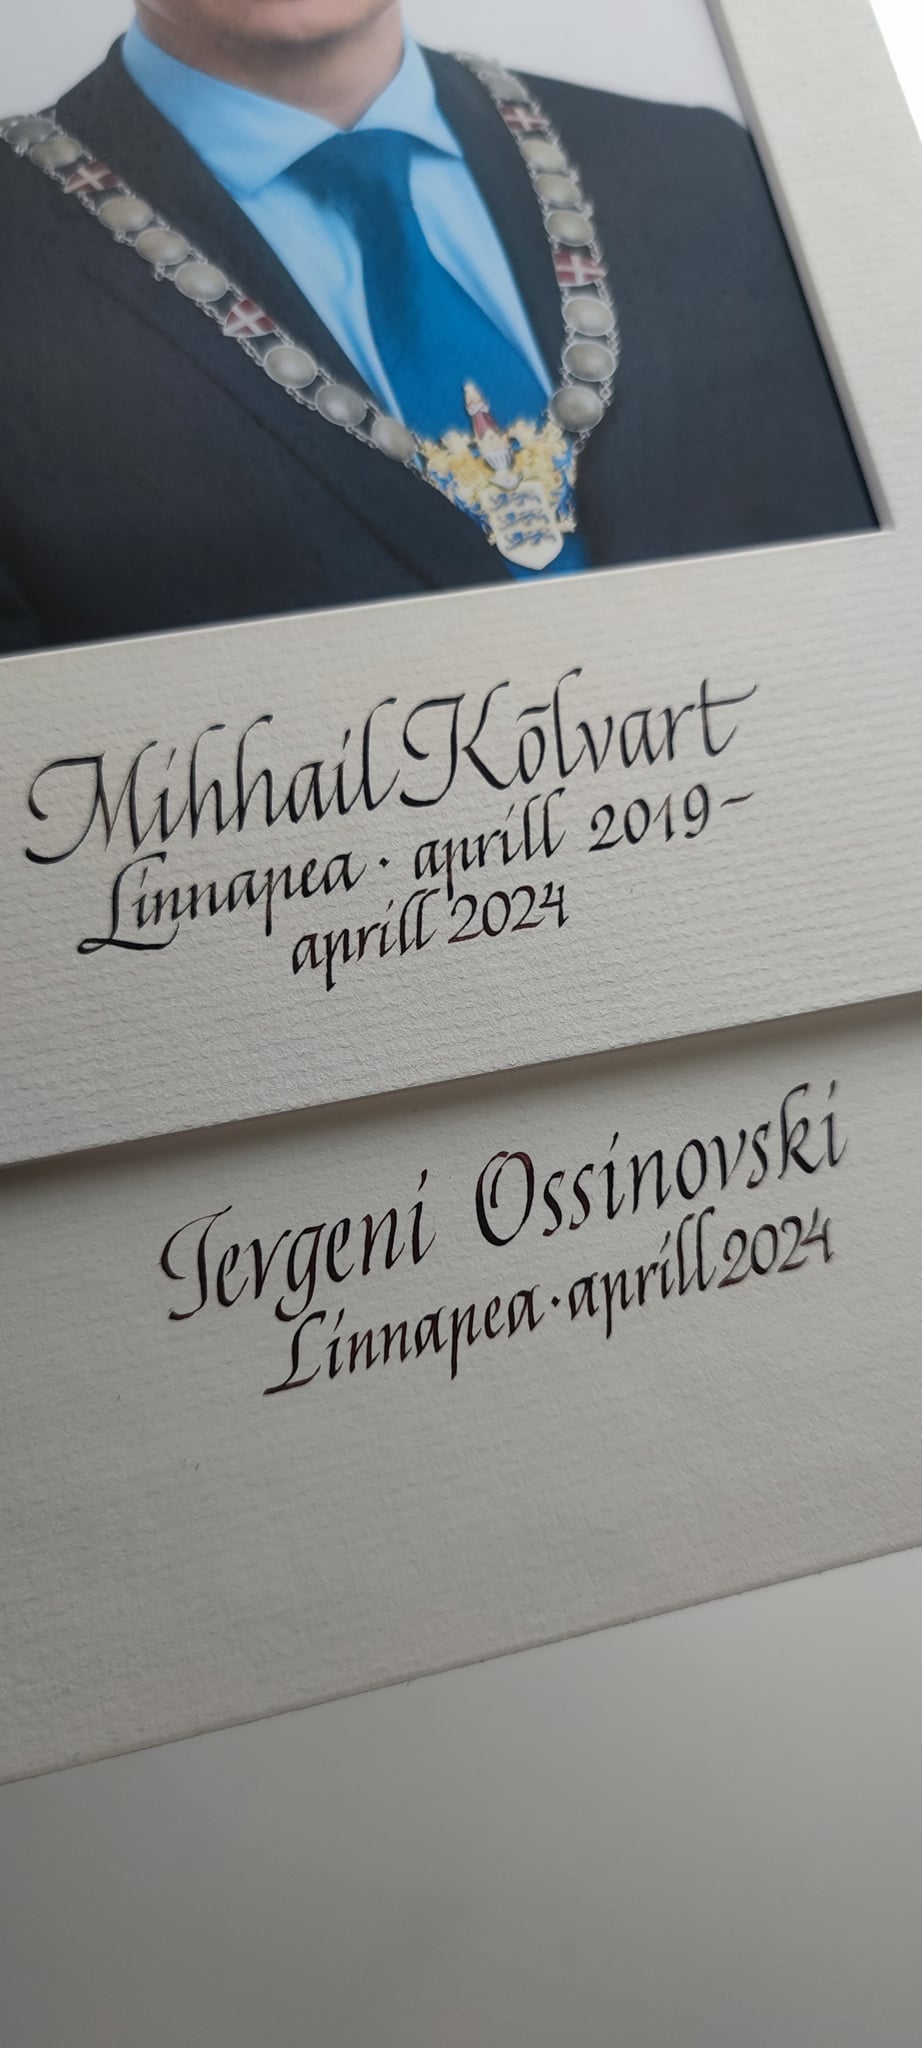 Mihhail Kõlvart
Linnapea · aprill 2019-
aprill 2024
Jevgeni Ossinovski
Linnapea · aprill 2024